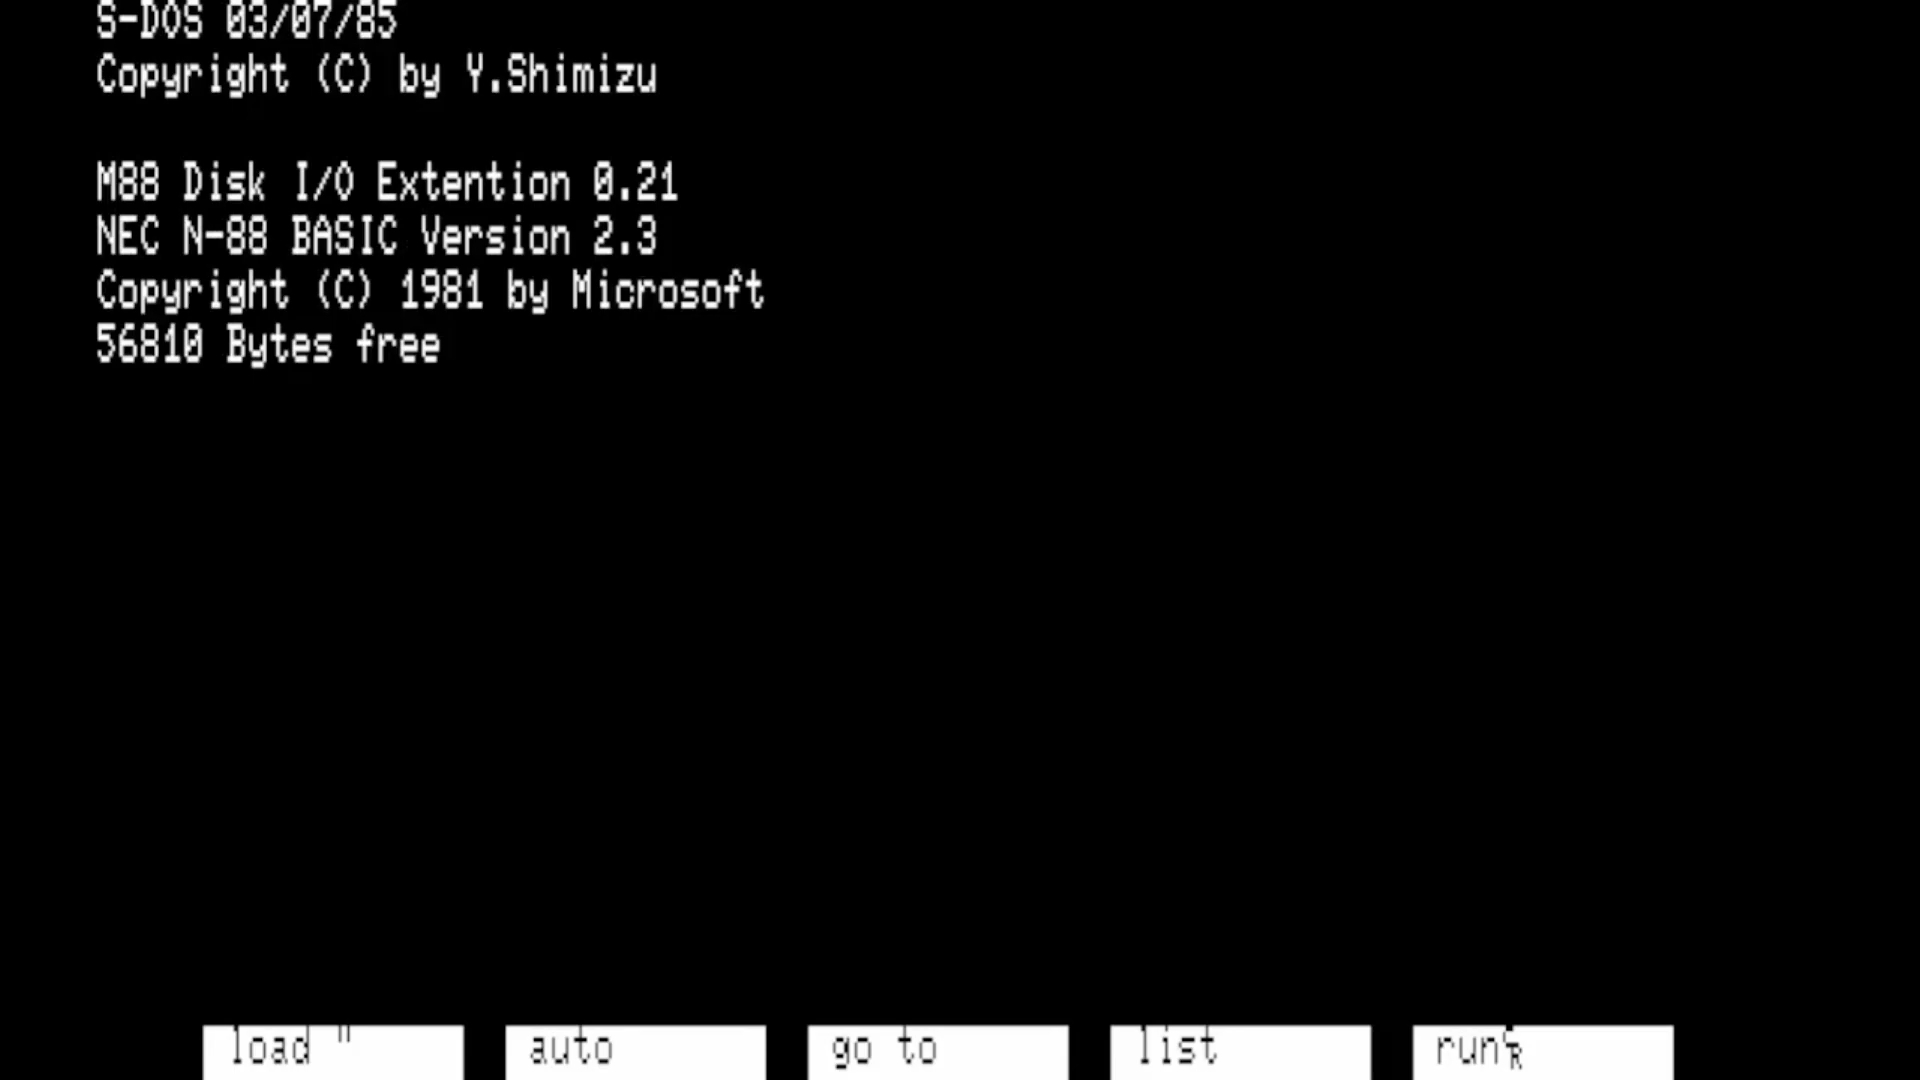 S-DOS 03/07/85
Copyright (C) by Y.Shimizu
M88 Disk I/O Extention 0.21
NEC N-88 BASIC Version 2.3
Copyright (C) 1981 by Microsoft
56810 Bytes free
load " auto go to list run␍